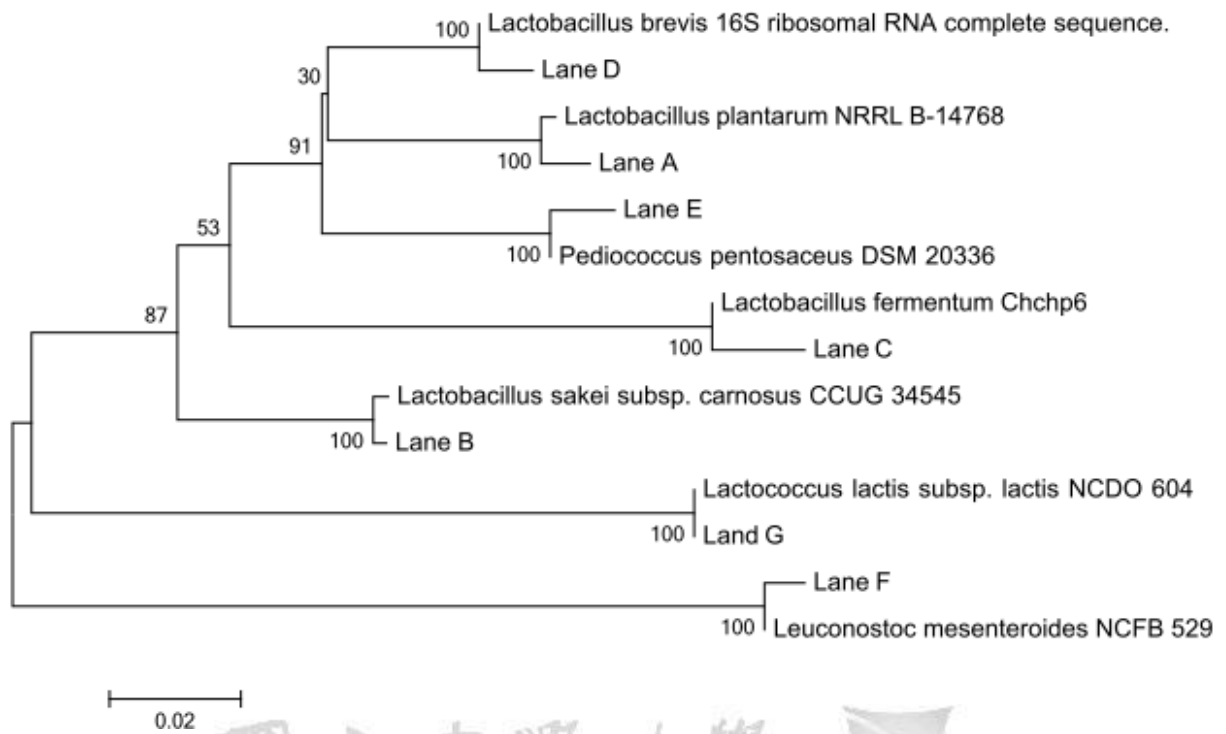 100 Lactobacillus brevis 16S ribosomal RNA complete sequence.
Lane D
30
Lactobacillus plantarum NRRL B-14768
91
100 Lane A
Lane E
53
100 Pediococcus pentosaceus DSM 20336
Lactobacillus fermentum Chchp6
87
100 Lane C
Lactobacillus sakei subsp. carnosus CCUG 34545
100 Lane B
Lactococcus lactis subsp. lactis NCDO 604
100 Land G
Lane F
100 Leuconostoc mesenteroides NCFB 529
0.02